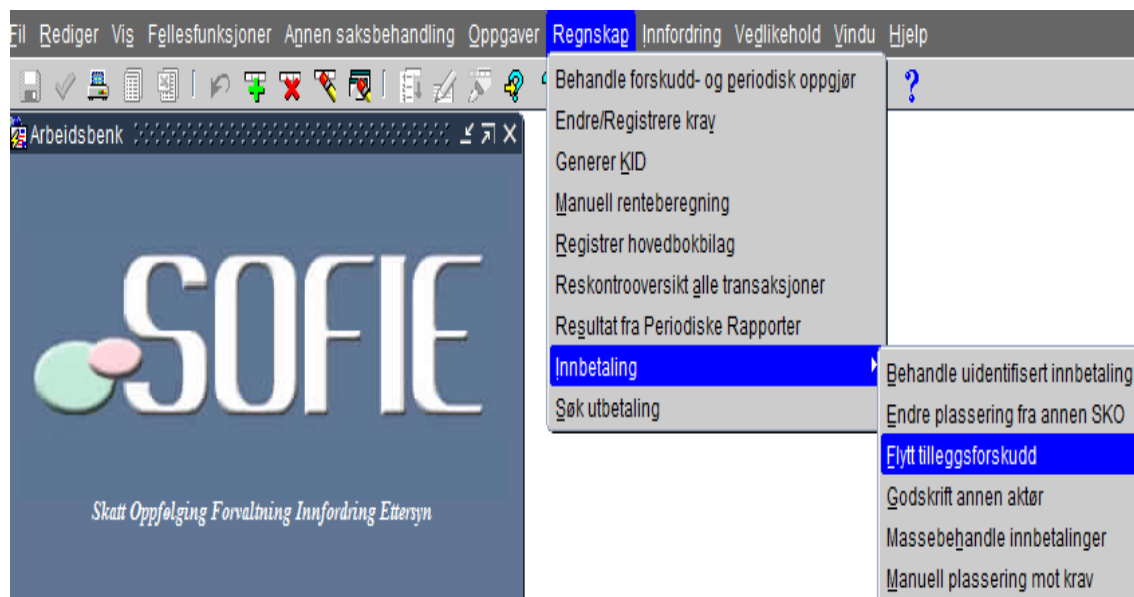 Fil Rediger Vis Fellesfunksjoner Annen saksbehandling Oppgaver Regnskap Innfordring Vedlikehold Vindu Hjelp
?
Arbeidsbenk
SOFIE
Skatt Oppfølging Forvaltning Innfordring Ettersyn
Behandle forskudd- og periodisk oppgjør
Endre/Registrere krav
Generer KID
Manuell renteberegning
Registrer hovedbokbilag
Reskontrooversikt alle transaksjoner
Resultat fra Periodiske Rapporter
Innbetaling
Søk utbetaling
Behandle uidentifisert innbetaling
Endre plassering fra annen SKO
Flytt tilleggsforskudd
Godskrift annen aktør
Massebehandle innbetalinger
Manuell plassering mot krav